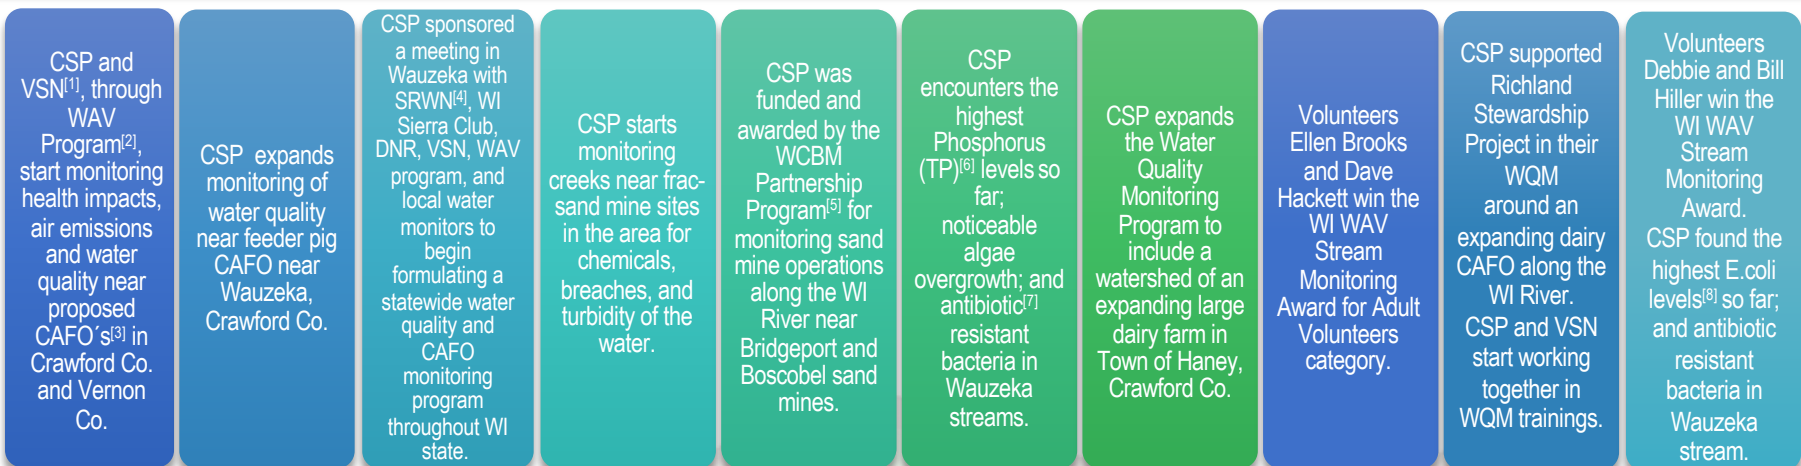 CSP and
VSN[1], through
WAV
Program[2],
start monitoring
health impacts,
air emissions
and water
quality near
proposed
CAFO´s[3] in
Crawford Co.
and Vernon
Co.
CSP expands
monitoring of
water quality
near feeder pig
CAFO near
Wauzeka,
Crawford Co.
CSP sponsored
a meeting in
Wauzeka with
SRWN[4], WI
Sierra Club,
DNR, VSN, WAV
program, and
local water
monitors to
begin
formulating a
statewide water
quality and
CAFO
monitoring
program
throughout WI
state.
CSP starts
monitoring
creeks near frac-
sand mine sites
in the area for
chemicals,
breaches, and
turbidity of the
water.
CSP was
funded and
awarded by the
WCBM
Partnership
Program[5] for
monitoring sand
mine operations
along the WI
River near
Bridgeport and
Boscobel sand
mines.
CSP
encounters the
highest
Phosphorus
(TP)[6] levels so
far;
noticeable
algae
overgrowth; and
antibiotic[7]
resistant
bacteria in
Wauzeka
streams.
CSP expands
the Water
Quality
Monitoring
Program to
include a
watershed of an
expanding large
dairy farm in
Town of Haney,
Crawford Co.
Volunteers
Ellen Brooks
and Dave
Hackett win the
WI WAV
Stream
Monitoring
Award for Adult
Volunteers
category.
CSP supported
Richland
Stewardship
Project in their
WQM
around an
expanding dairy
CAFO along the
WI River.
CSP and VSN
start working
together in
WQM trainings.
Volunteers
Debbie and Bill
Hiller win the
WI WAV
Stream
Monitoring
Award.
CSP found the
highest E.coli
levels[8] so far;
and antibiotic
resistant
bacteria in
Wauzeka
stream.